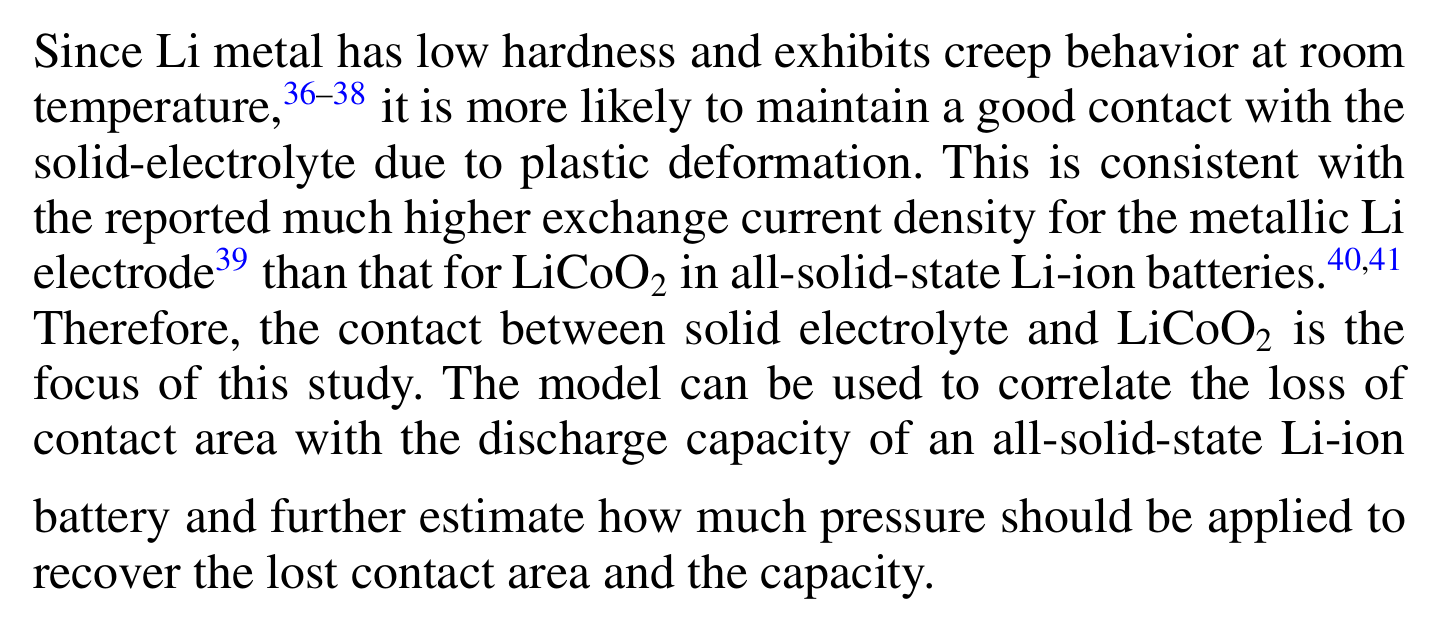 Since Li metal has low hardness and exhibits creep behavior at room
temperature,36–38 it is more likely to maintain a good contact with the
solid-electrolyte due to plastic deformation. This is consistent with
the reported much higher exchange current density for the metallic Li
electrode39 than that for LiCoO2 in all-solid-state Li-ion batteries.40,41
Therefore, the contact between solid electrolyte and LiCoO2 is the
focus of this study. The model can be used to correlate the loss of
contact area with the discharge capacity of an all-solid-state Li-ion
battery and further estimate how much pressure should be applied to
recover the lost contact area and the capacity.